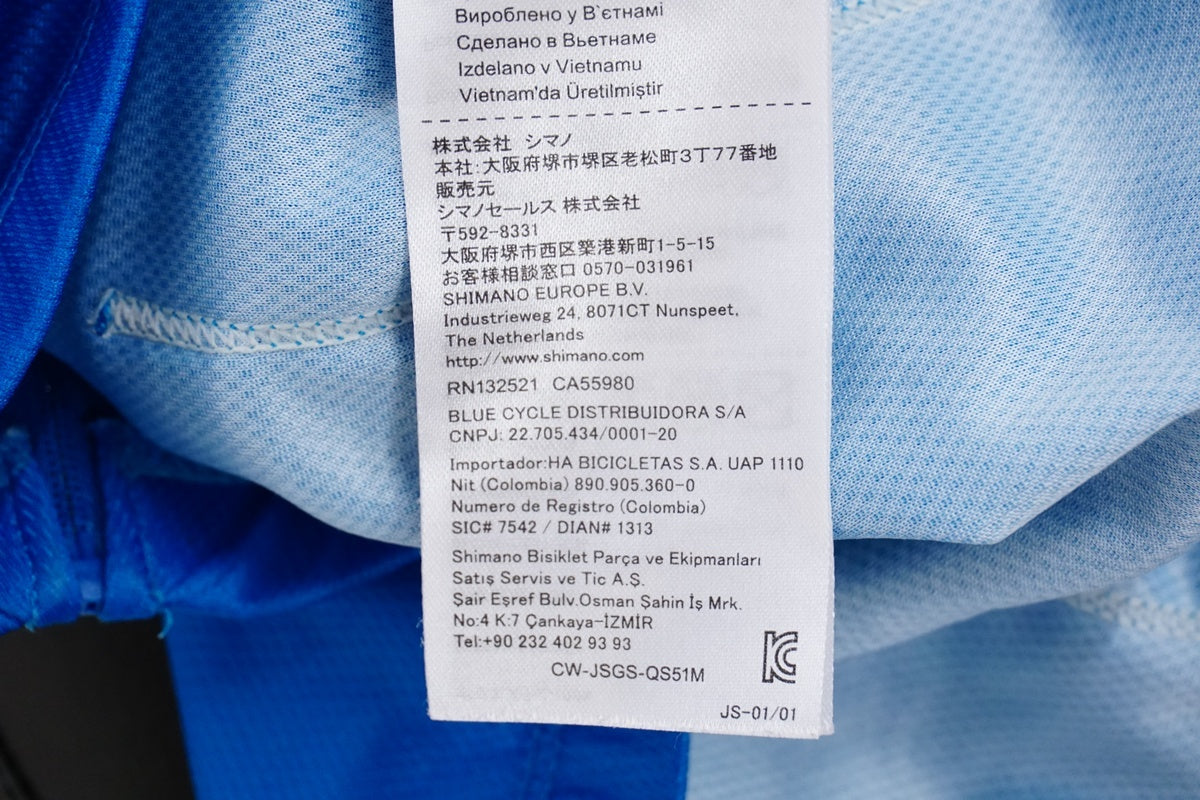 Вироблено у В`єтнамі
Сделано в Вьетнаме
Izdelano v Vietnamu
Vietnam'da Üretilmiştir
株式会社 シマノ
本社:大阪府堺市堺区老松町3丁77番地
販売元
シマノセールス 株式会社
〒592-8331
大阪府堺市西区築港新町1-5-15
お客様相談窓口 0570-031961
SHIMANO EUROPE B.V.
Industrieweg 24, 8071CT Nunspeet,
The Netherlands
http://www.shimano.com
RN132521 CA55980
BLUE CYCLE DISTRIBUIDORA S/A
CNPJ: 22.705.434/0001-20
Importador:HA BICICLETAS S.A. UAP 1110
Nit (Colombia) 890.905.360-0
Numero de Registro (Colombia)
SIC# 7542 / DIAN# 1313
Shimano Bisiklet Parça ve Ekipmanları
Satış Servis ve Tic A.Ş.
Şair Eşref Bulv.Osman Şahin İş Mrk.
No:4 K:7 Çankaya-İZMİR
Tel:+90 232 402 93 93
CW-JSGS-QS51M
JS-01/01